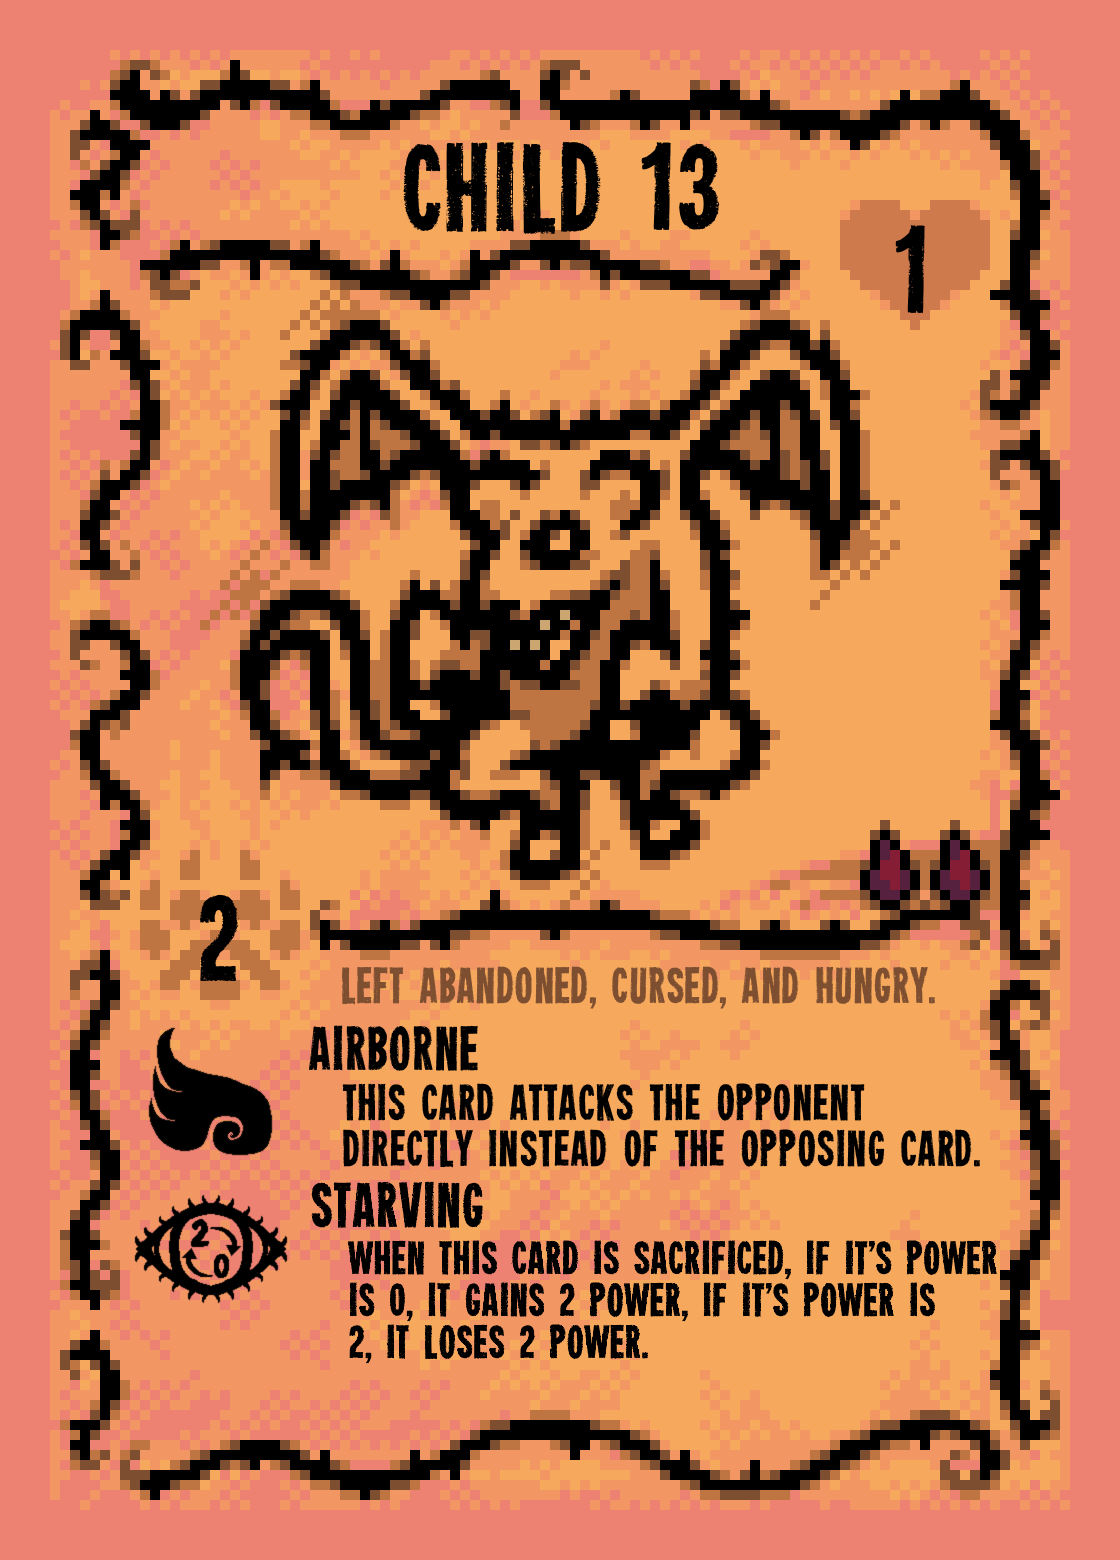 CHILD 13
1
2
LEFT ABANDONED, CURSED, AND HUNGRY.
AIRBORNE
THIS CARD ATTACKS THE OPPONENT
DIRECTLY INSTEAD OF THE OPPOSING CARD.
STARVING
2
0
WHEN THIS CARD IS SACRIFICED, IF IT'S POWER
IS 0, IT GAINS 2 POWER, IF IT'S POWER IS
2, IT LOSES 2 POWER.